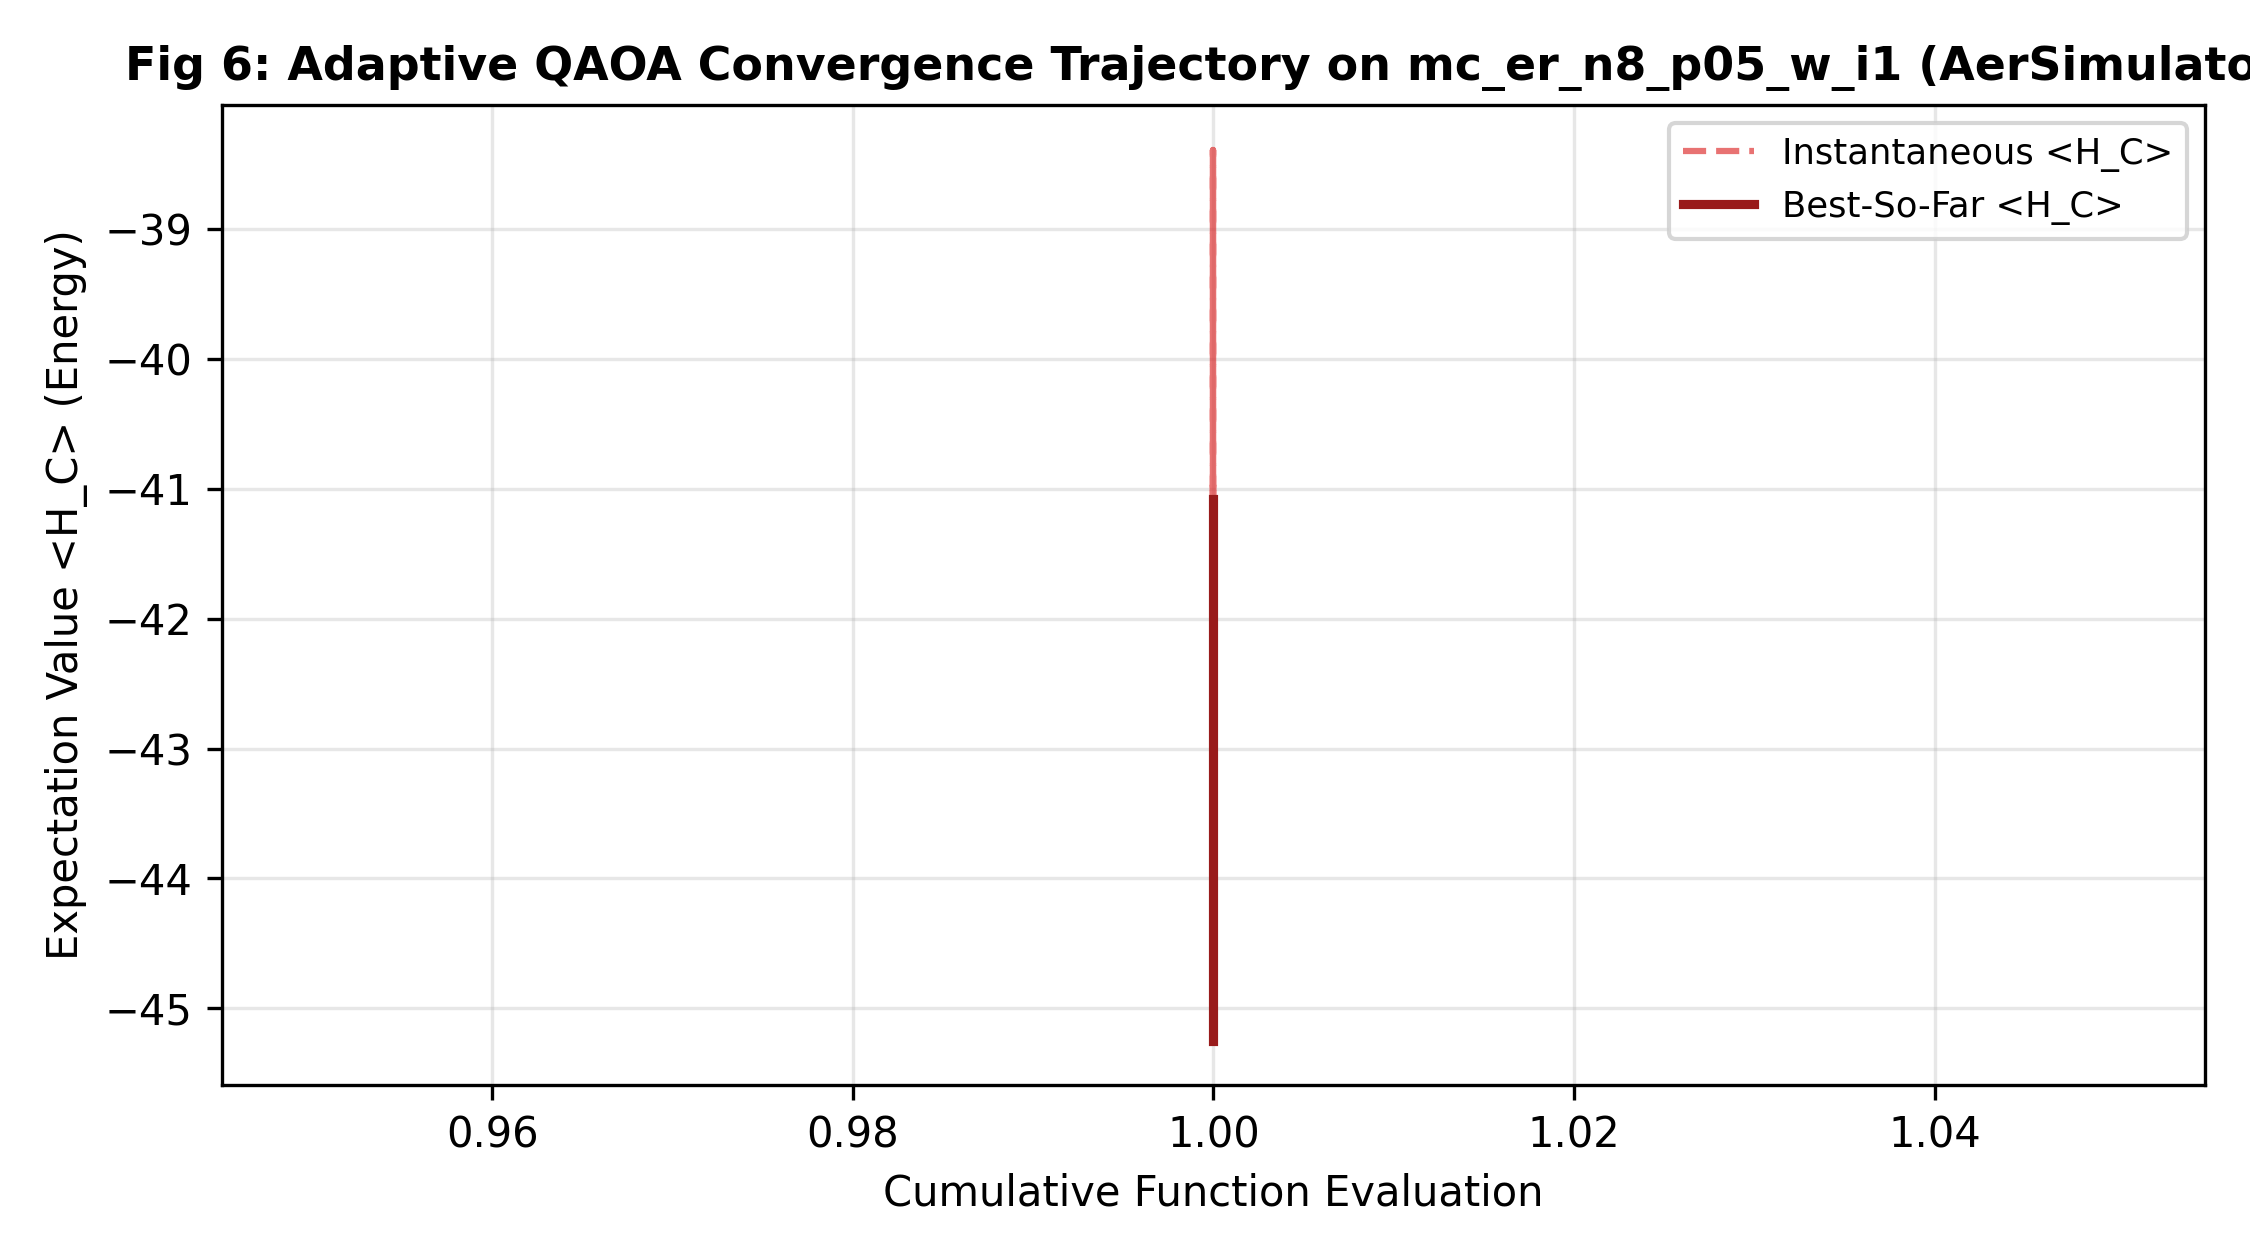 Fig 6: Adaptive QAOA Convergence Trajectory on mc_er_n8_p05_w_i1 (AerSimulato
Instantaneous <H_C>
Best-So-Far <H_C>
Expectation Value <H_C> (Energy)
−39
−40
−41
−42
−43
−44
−45
0.96
0.98
1.00
1.02
1.04
Cumulative Function Evaluation